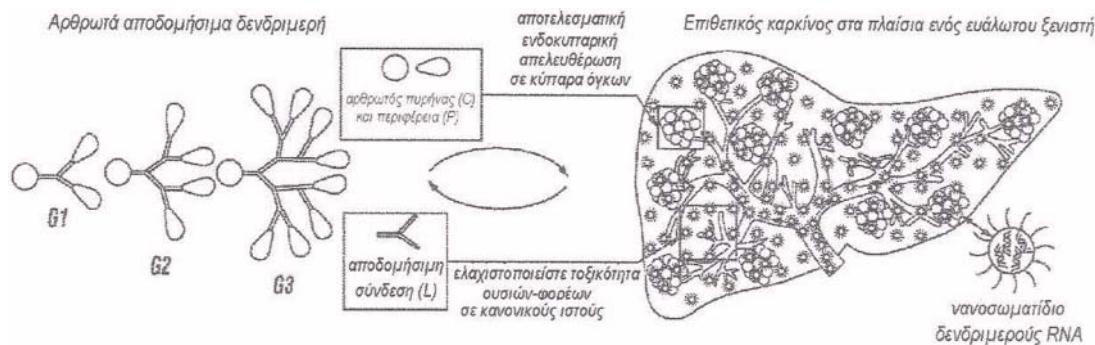 Αρθρωτά αποδομήσιμα δενδριμερή
G1
G2
G3
αρθρωτός πυρήνας (C)
και περιφέρεια (P)
αποδομήσιμη
σύνδεση (L)
αποτελεσματική
ενδοκυτταρική
απελευθέρωση
σε κύτταρα όγκων
ελαχιστοποιείστε τοξικότητα
ουσιών-φορέων
σε κανονικούς ιστούς
Επιθετικός καρκίνος στα πλαίσια ενός ευάλωτου ξενιστή
νανοσωματίδιο
δενδριμερούς RNA